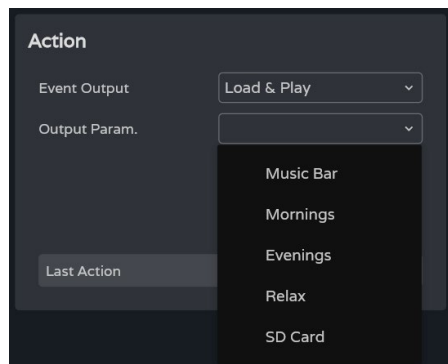 Action
Event Output Load & Play
Output Param.
Music Bar
Mornings
Evenings
Last Action
Relax
SD Card